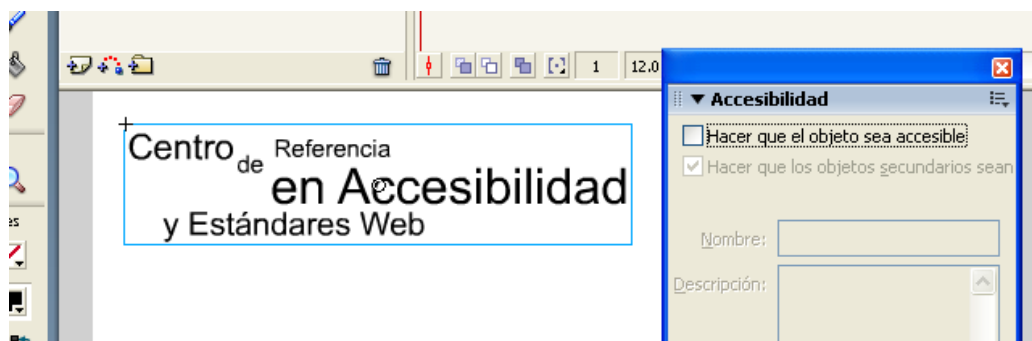 1 12.0
Accesibilidad
Hacer que el objeto sea accesible
Hacer que los objetos secundarios sean
Nombre:
Descripción:
Centro de Referencia
en Accesibilidad
y Estándares Web
es